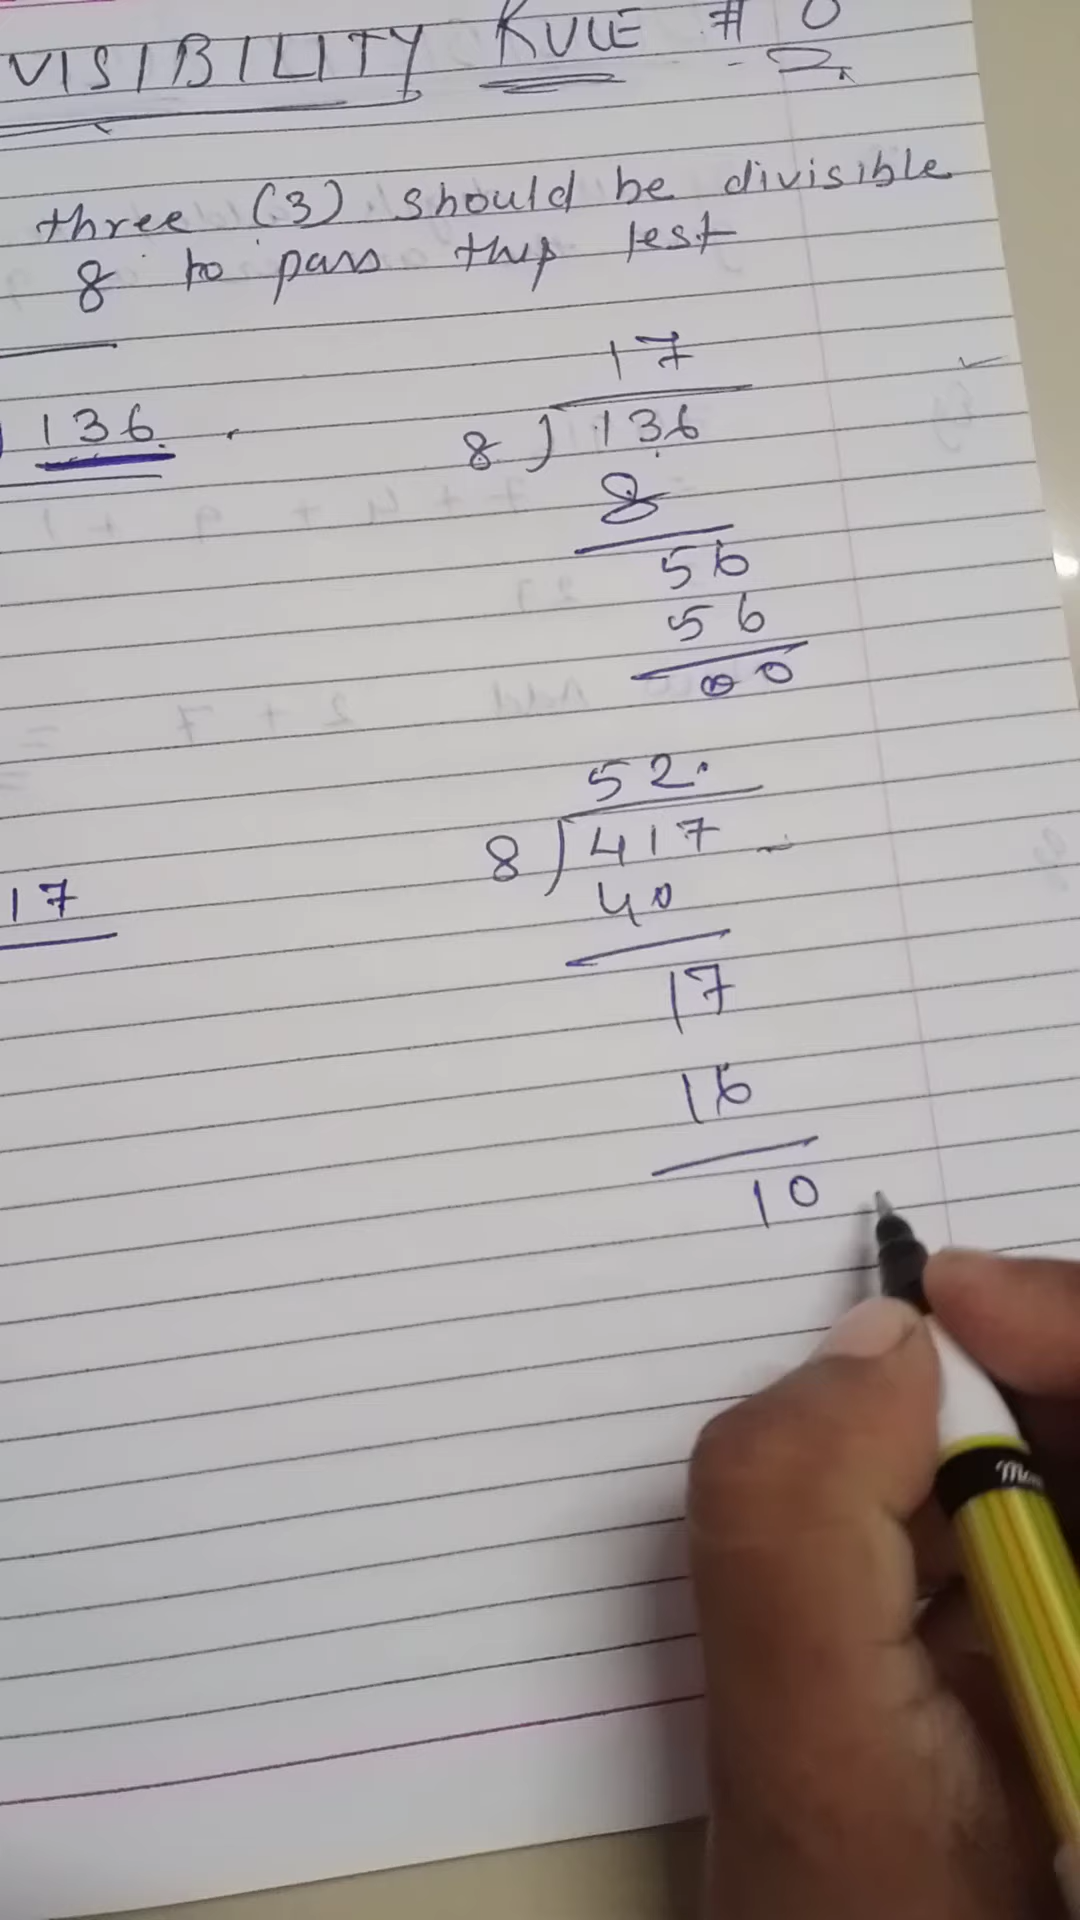 VISIBILITY RULE # 8
three (3) should be divisible
8 to pass this test
17
136
8 ) 136
8
56
56
00
52.
17
8 ) 417
40
17
16
10